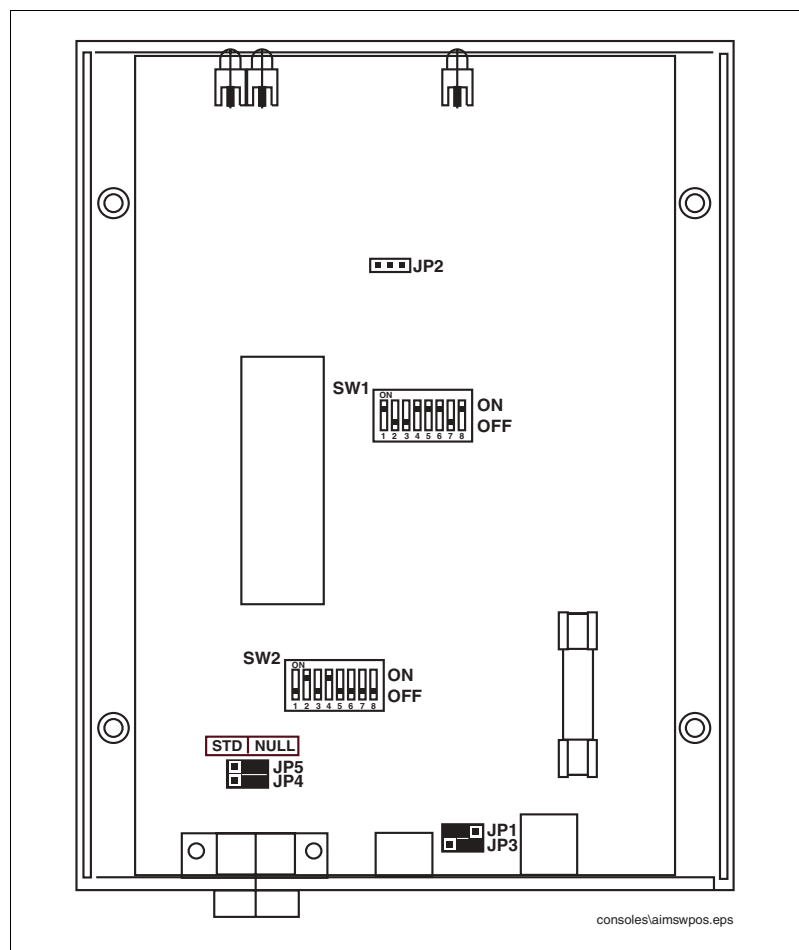 JP2
SW1
ON
ON
OFF
1 2 3 4 5 6 7 8
SW2
ON
ON
OFF
1 2 3 4 5 6 7 8
STD NULL
JP5
JP4
JP1
JP3
consoles\aimswpos.eps